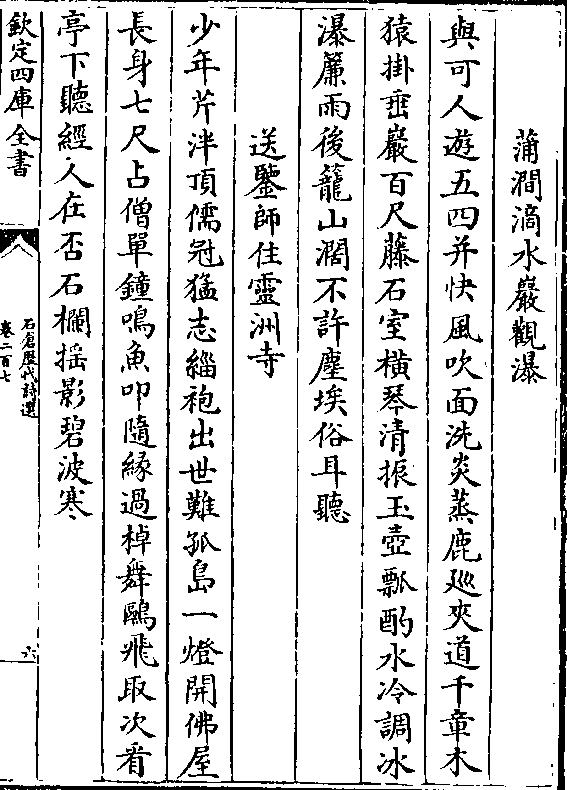 蒲澗滴水巖觀瀑
與可人遊五四并快風吹面洗炎蒸鹿廵夾道千章木
猿掛垂巖百尺藤石室橫琴清振玉壺瓢酌水冷調冰
瀑簾雨後籠山濶不許塵埃俗耳聽
送鑒師住靈洲寺
少年芹泮頂儒冠猛志緇袍出世難孤島一燈開佛屋
長身七尺占僧單鐘鳴魚叩隨緣過棹舞鷗飛取次看
亭下聽經人在否石欄摇影碧波寒
欽定四庫全書
石倉歴代詩選
卷二百七
六